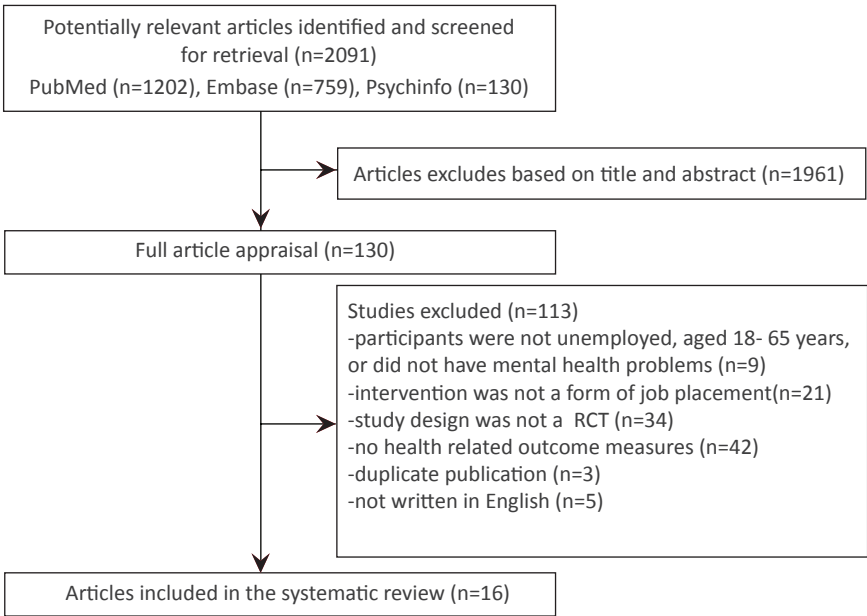 Potentially relevant articles identified and screened
for retrieval (n=2091)
PubMed (n=1202), Embase (n=759), Psychinfo (n=130)
Articles excludes based on title and abstract (n=1961)
Full article appraisal (n=130)
Studies excluded (n=113)
-participants were not unemployed, aged 18- 65 years,
or did not have mental health problems (n=9)
-intervention was not a form of job placement(n=21)
-study design was not a RCT (n=34)
-no health related outcome measures (n=42)
-duplicate publication (n=3)
-not written in English (n=5)
Articles included in the systematic review (n=16)